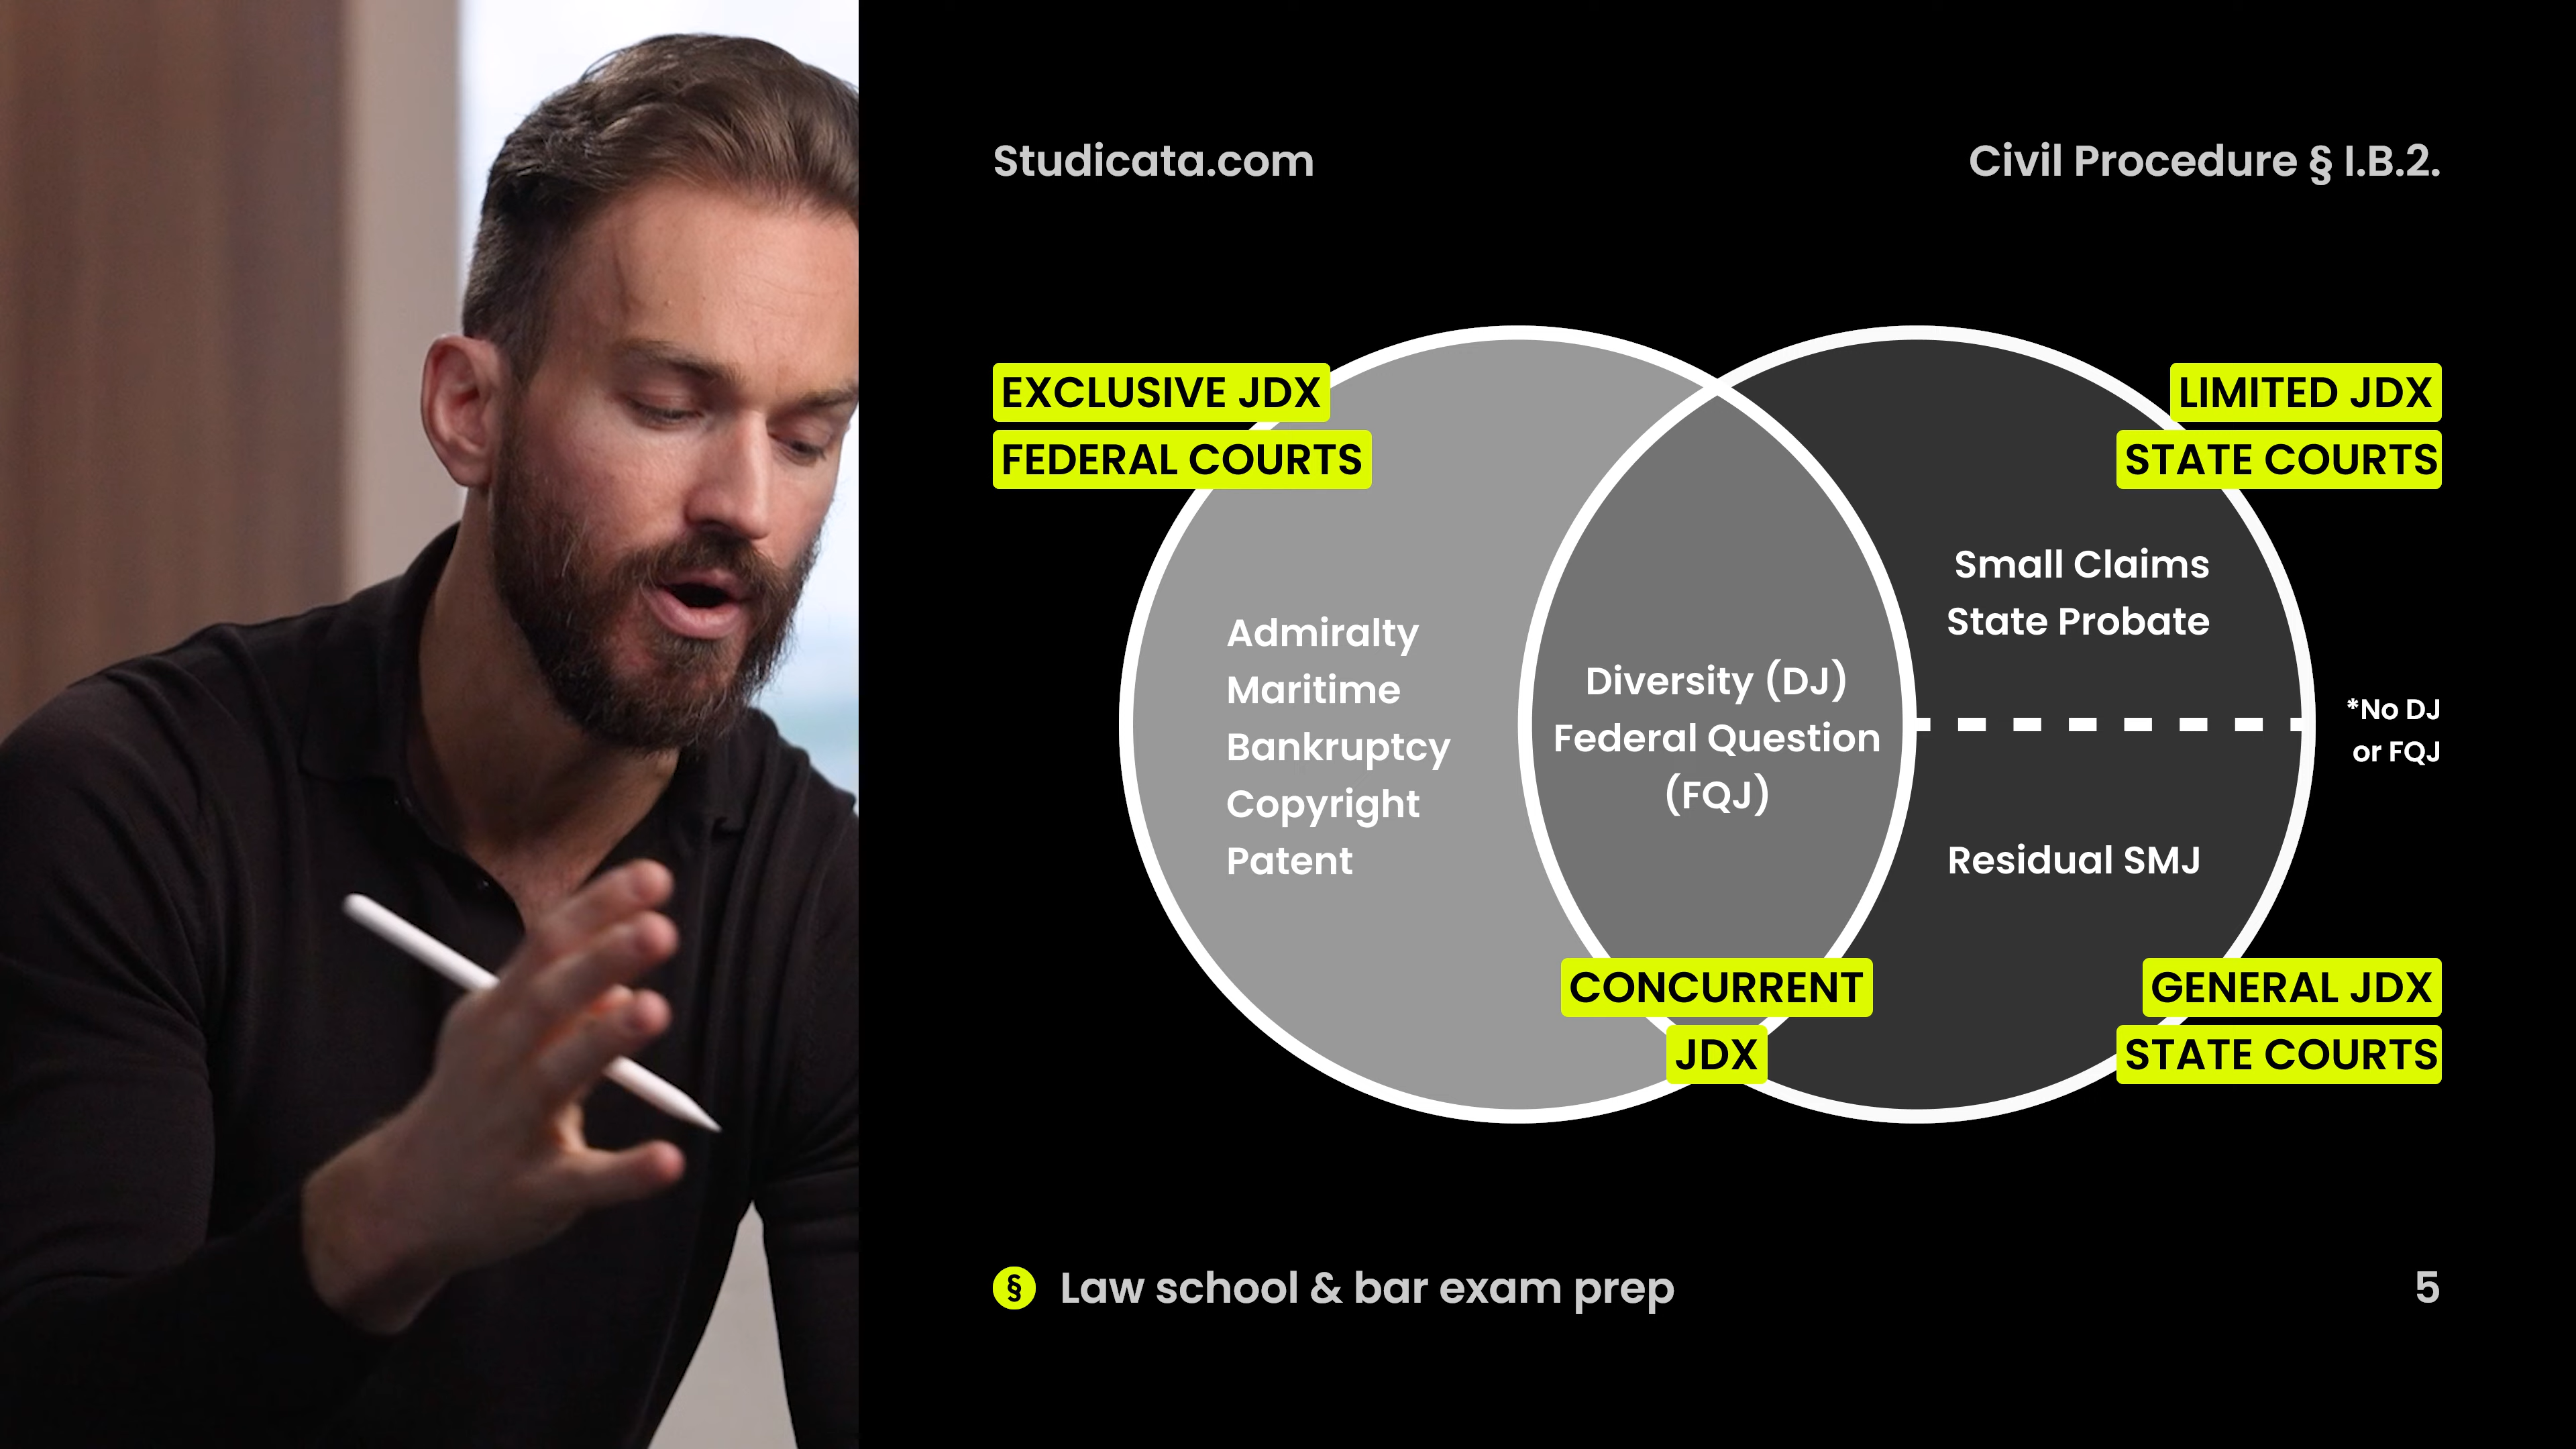 Studicata.com
Civil Procedure § I.B.2.
EXCLUSIVE JDX
FEDERAL COURTS
LIMITED JDX
STATE COURTS
Admiralty
Maritime
Bankruptcy
Copyright
Patent
Diversity (DJ)
Federal Question
(FQJ)
Small Claims
State Probate
*No DJ
or FQJ
Residual SMJ
CONCURRENT
JDX
GENERAL JDX
STATE COURTS
§ Law school & bar exam prep
5